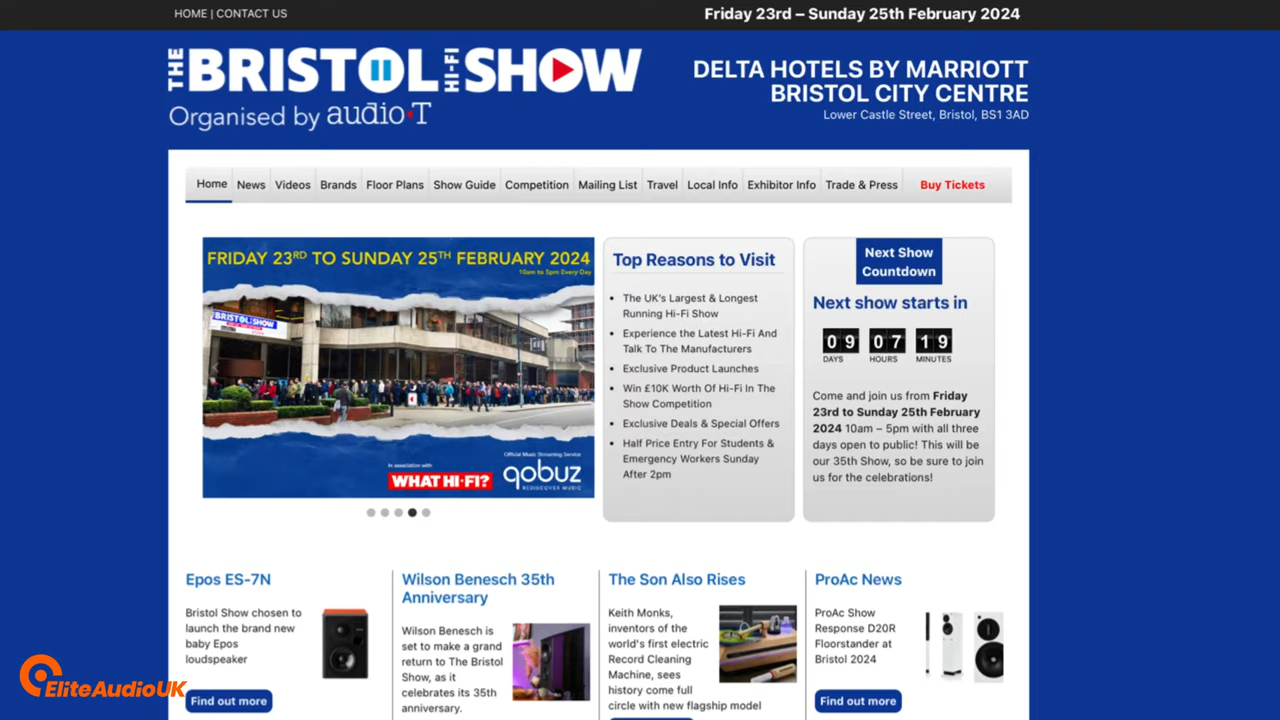 HOME | CONTACT US
Friday 23rd – Sunday 25th February 2024
THE BRISTOL HI-FI SHOW
Organised by audio-T
DELTA HOTELS BY MARRIOTT
BRISTOL CITY CENTRE
Lower Castle Street, Bristol, BS1 3AD
Home News Videos Brands Floor Plans Show Guide Competition Mailing List Travel Local Info Exhibitor Info Trade & Press Buy Tickets
FRIDAY 23RD TO SUNDAY 25TH FEBRUARY 2024
10am to 5pm Every Day
BRISTOL SHOW
In association with
WHAT HI-FI?
Official Music Streaming Service
qobuz
REDISCOVER MUSIC
Top Reasons to Visit
The UK's Largest & Longest
Running Hi-Fi Show
Experience the Latest Hi-Fi And
Talk To The Manufacturers
Exclusive Product Launches
Win £10K Worth Of Hi-Fi In The
Show Competition
Exclusive Deals & Special Offers
Half Price Entry For Students &
Emergency Workers Sunday
After 2pm
Next Show
Countdown
Next show starts in
09 07 19
DAYS HOURS MINUTES
Come and join us from Friday
23rd to Sunday 25th February
2024 10am – 5pm with all three
days open to public! This will be
our 35th Show, so be sure to join
us for the celebrations!
Epos ES-7N
Bristol Show chosen to
launch the brand new
baby Epos
loudspeaker
Find out more
Wilson Benesch 35th
Anniversary
Wilson Benesch is
set to make a grand
return to The Bristol
Show, as it
celebrates its 35th
anniversary.
The Son Also Rises
Keith Monks,
inventors of the
world's first electric
Record Cleaning
Machine, sees
history come full
circle with new flagship model
ProAc News
ProAc Show
Response D20R
Floorstander at
Bristol 2024
Find out more
EliteAudioUK